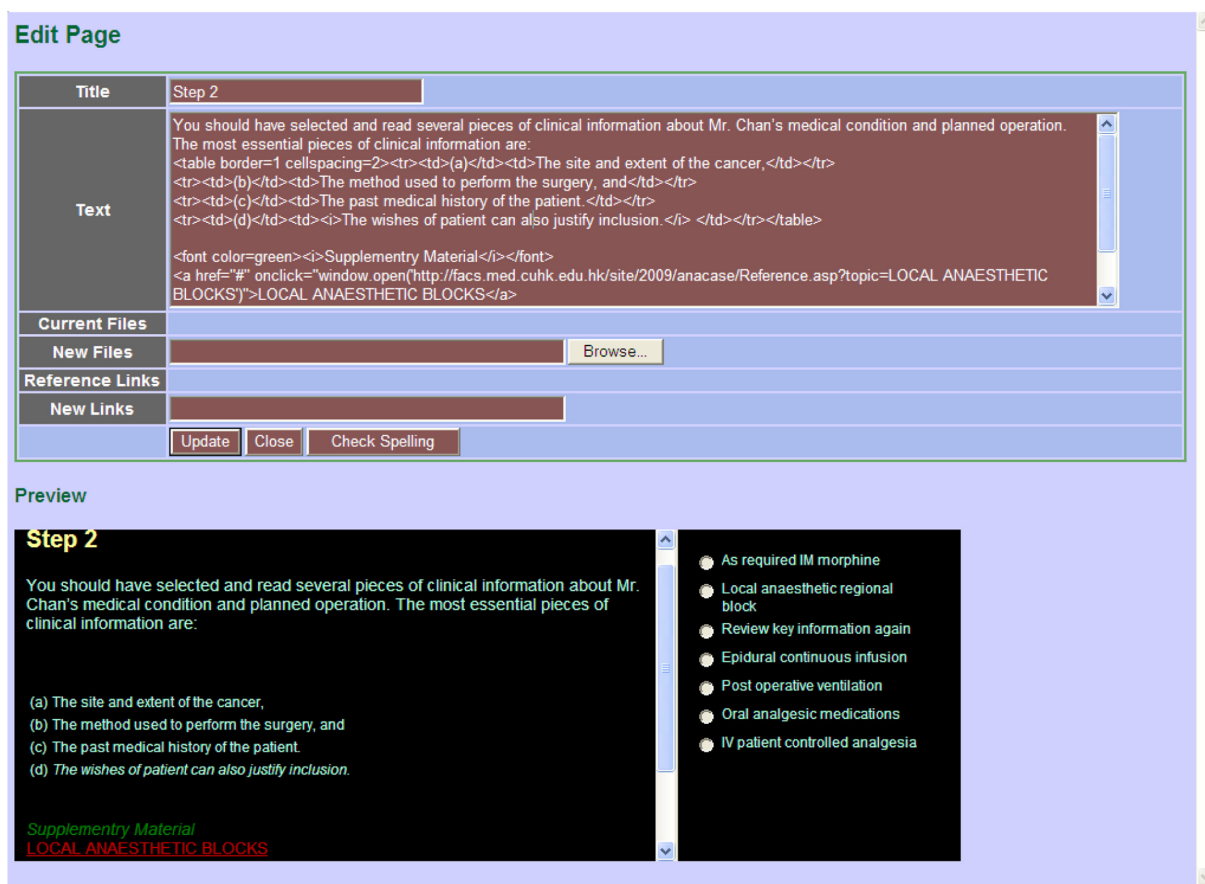 Edit Page
Title
Step 2
Text
You should have selected and read several pieces of clinical information about Mr. Chan's medical condition and planned operation.
The most essential pieces of clinical information are:
<table border=1 cellspacing=2><tr><td>(a)</td><td>The site and extent of the cancer,</td></tr>
<tr><td>(b)</td><td>The method used to perform the surgery, and</td></tr>
<tr><td>(c)</td><td>The past medical history of the patient.</td></tr>
<tr><td>(d)</td><td><i>The wishes of patient can also justify inclusion.</i> </td></tr></table>
<font color=green><i>Supplementry Material</i></font>
<a href="#" onclick="window.open('http://facs.med.cuhk.edu.hk/site/2009/anacase/Reference.asp?topic=LOCAL ANAESTHETIC
BLOCKS')">LOCAL ANAESTHETIC BLOCKS</a>
Current Files
New Files
Browse...
Reference Links
New Links
Update Close Check Spelling
Preview
Step 2
You should have selected and read several pieces of clinical information about Mr.
Chan's medical condition and planned operation. The most essential pieces of
clinical information are:
(a) The site and extent of the cancer,
(b) The method used to perform the surgery, and
(c) The past medical history of the patient.
(d) The wishes of patient can also justify inclusion.
Supplementry Material
LOCAL ANAESTHETIC BLOCKS
As required IM morphine
Local anaesthetic regional
block
Review key information again
Epidural continuous infusion
Post operative ventilation
Oral analgesic medications
IV patient controlled analgesia